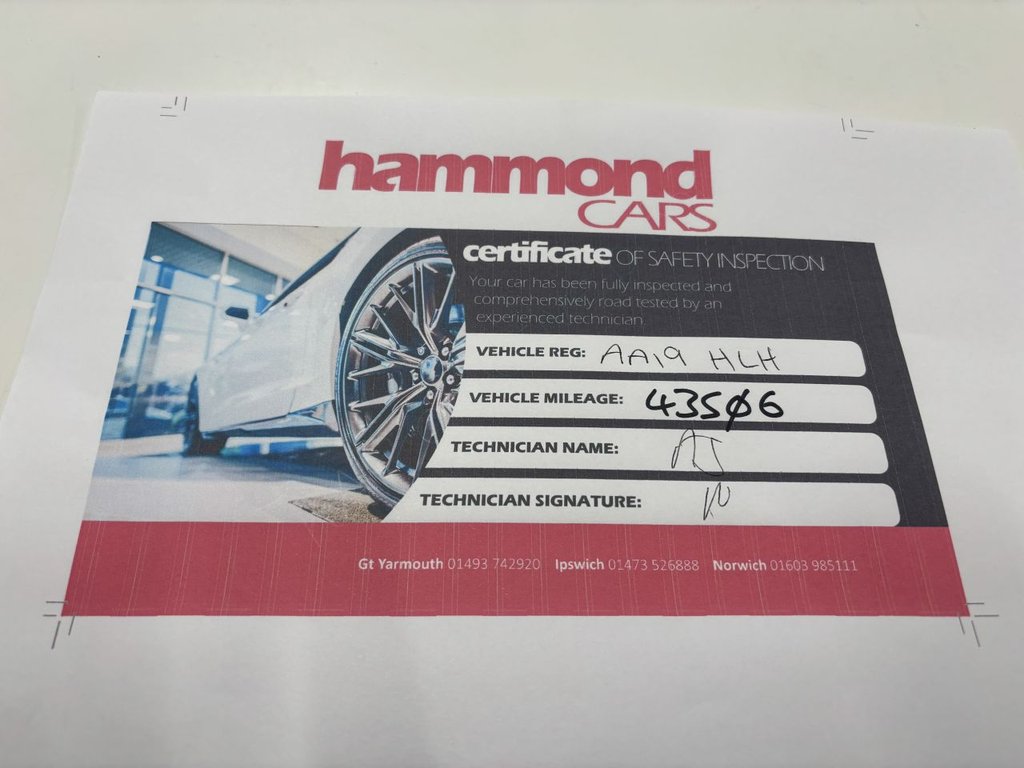 hammond
CARS
certificate OF SAFETY INSPECTION
Your car has been fully inspected and
comprehensively road tested by an
experienced technician.
VEHICLE REG: AA19 HLH
VEHICLE MILEAGE: 43506
TECHNICIAN NAME: AJ
TECHNICIAN SIGNATURE:
Gt Yarmouth 01493 742920 Ipswich 01473 526888 Norwich 01603 985111